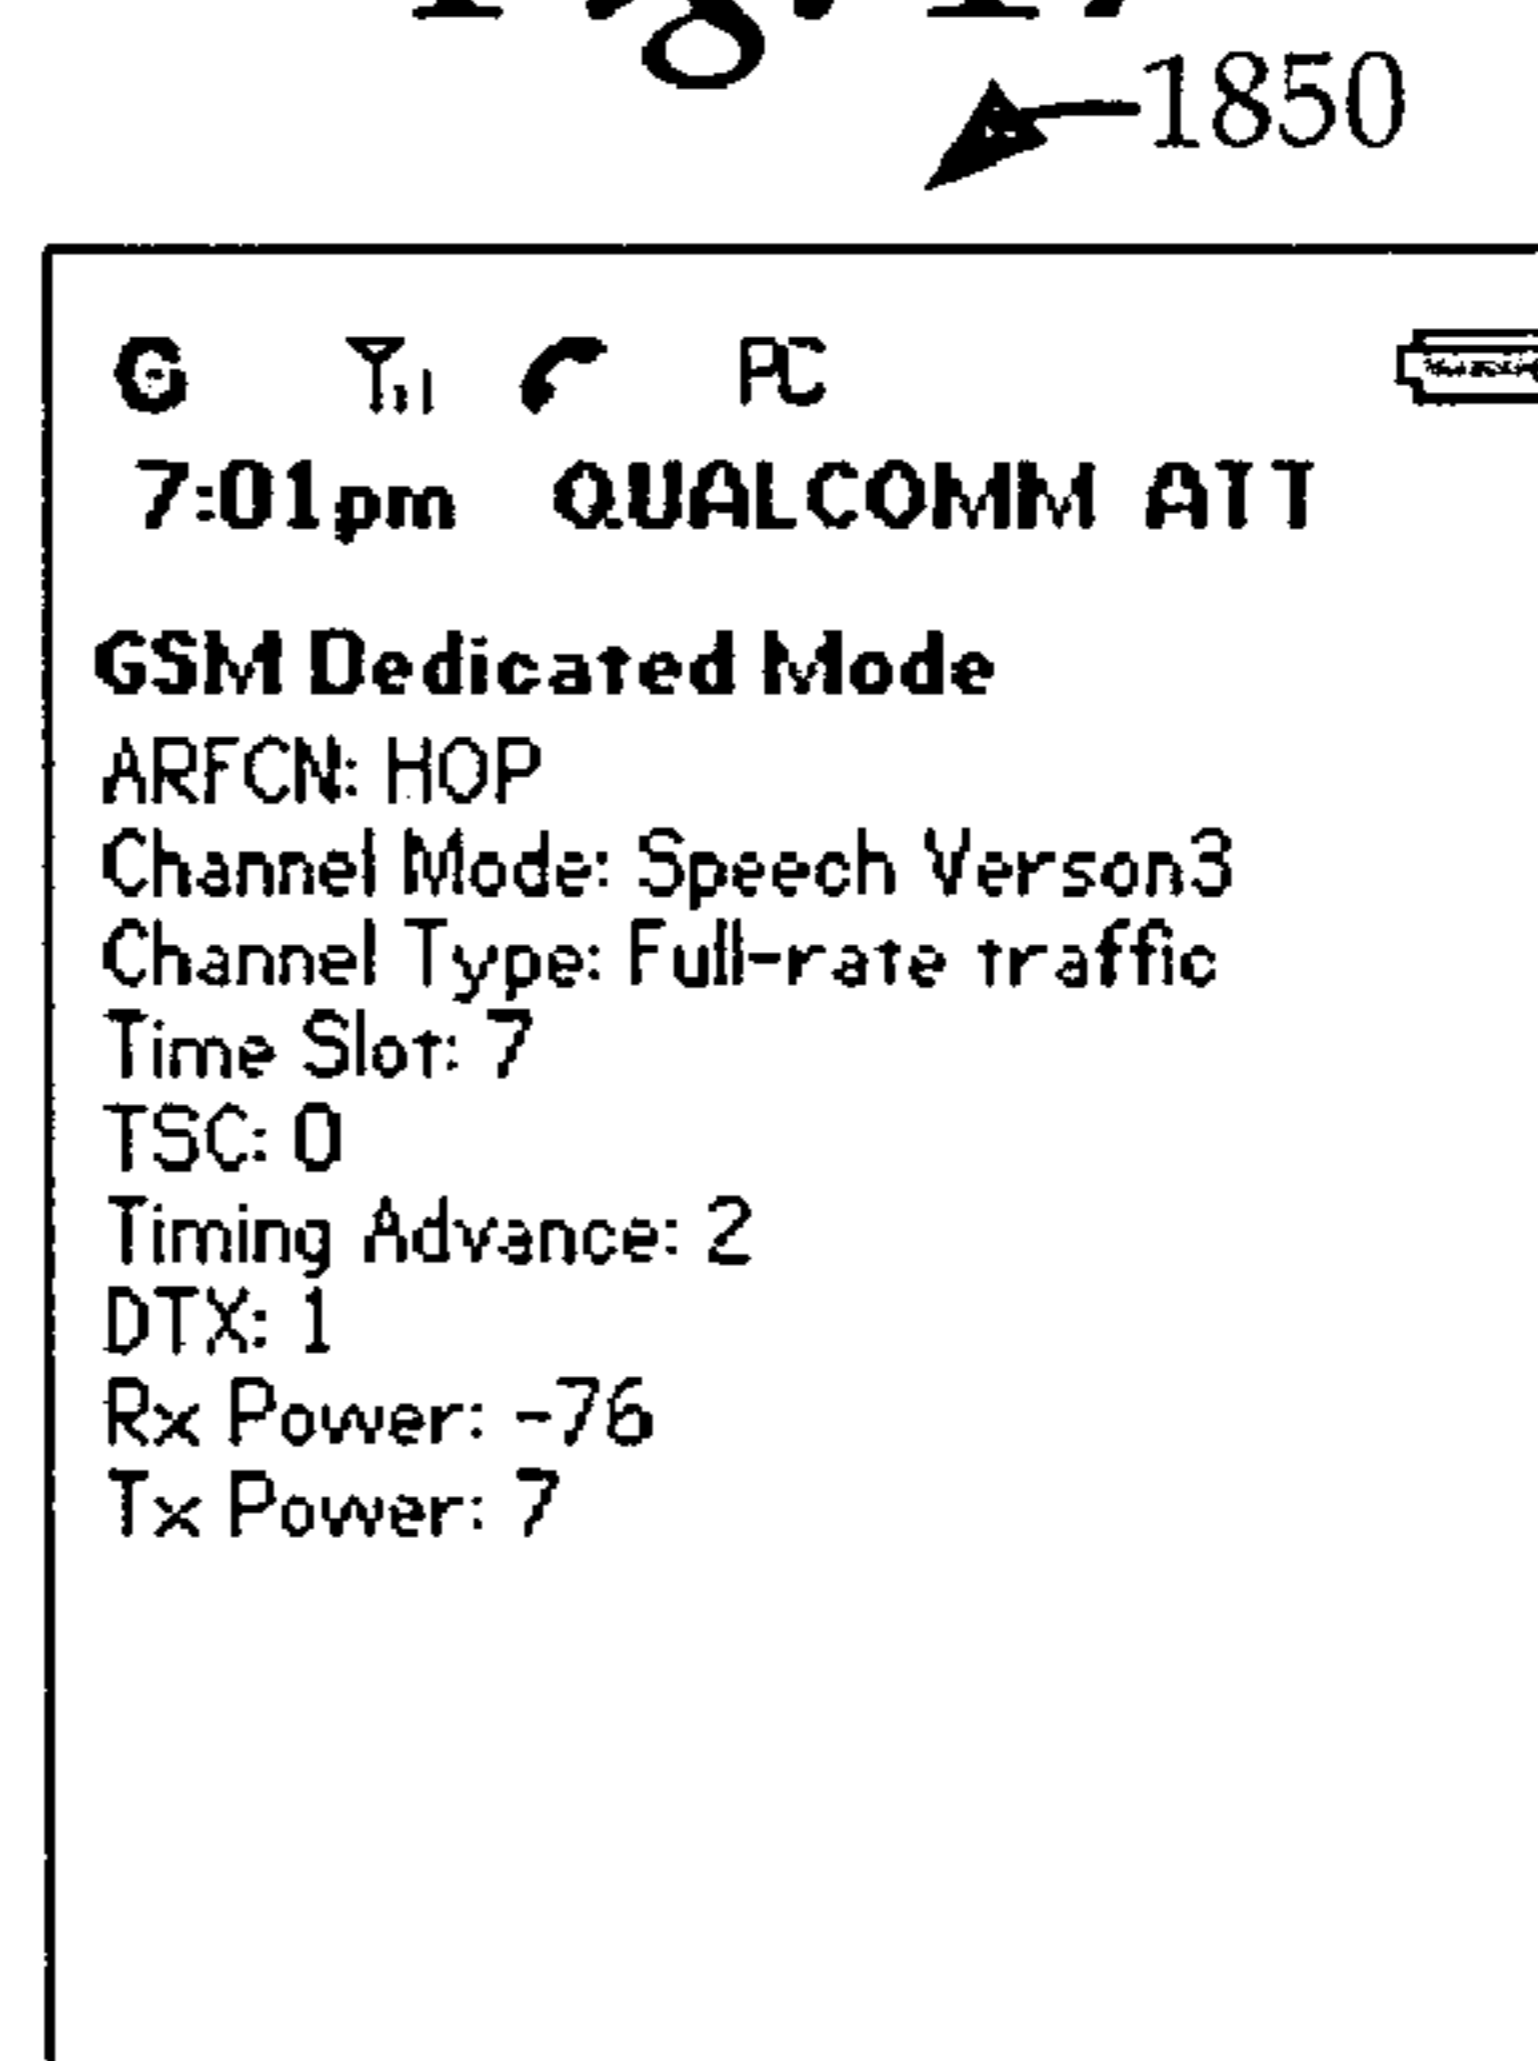 1850
PC
7:01pm QUALCOMM ATT
GSM Dedicated Mode
ARFCN: HOP
Channel Mode: Speech Verson3
Channel Type: Full-rate traffic
Time Slot: 7
TSC: 0
Timing Advance: 2
DTX: 1
Rx Power: -76
Tx Power: 7